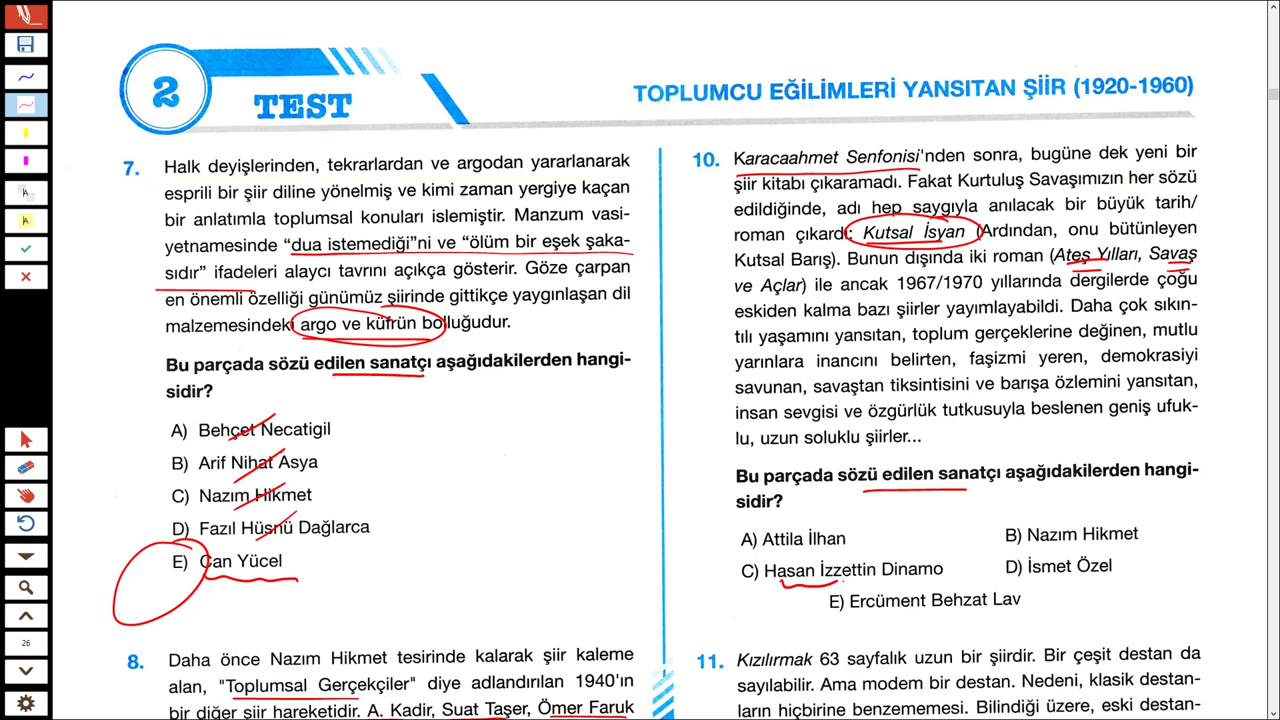 2
TEST
TOPLUMCU EĞİLİMLERİ YANSITAN ŞİİR (1920-1960)
7. Halk deyişlerinden, tekrarlardan ve argodan yararlanarak
esprili bir şiir diline yönelmiş ve kimi zaman yergiye kaçan
bir anlatımla toplumsal konuları islemiştir. Manzum vasi-
yetnamesinde “dua istemediği”ni ve “ölüm bir eşek şaka-
sıdır” ifadeleri alaycı tavrını açıkça gösterir. Göze çarpan
en önemli özelliği günümüz şiirinde gittikçe yaygınlaşan dil
malzemesindeki argo ve küfrün bolluğudur.
Bu parçada sözü edilen sanatçı aşağıdakilerden hangi-
sidir?
A) Behçet Necatigil
B) Arif Nihat Asya
C) Nazım Hikmet
D) Fazıl Hüsnü Dağlarca
E) Can Yücel
8. Daha önce Nazım Hikmet tesirinde kalarak şiir kaleme
alan, "Toplumsal Gerçekçiler" diye adlandırılan 1940'ın
bir diğer şiir hareketidir. A. Kadir, Suat Taşer, Ömer Faruk
10. Karacaahmet Senfonisi'nden sonra, bugüne dek yeni bir
şiir kitabı çıkaramadı. Fakat Kurtuluş Savaşımızın her sözü
edildiğinde, adı hep saygıyla anılacak bir büyük tarih/
roman çıkardı: Kutsal İsyan (Ardından, onu bütünleyen
Kutsal Barış). Bunun dışında iki roman (Ateş Yılları, Savaş
ve Açlar) ile ancak 1967/1970 yıllarında dergilerde çoğu
eskiden kalma bazı şiirler yayımlayabildi. Daha çok sıkın-
tılı yaşamını yansıtan, toplum gerçeklerine değinen, mutlu
yarınlara inancını belirten, faşizmi yeren, demokrasiyi
savunan, savaştan tiksintisini ve barışa özlemini yansıtan,
insan sevgisi ve özgürlük tutkusuyla beslenen geniş ufuk-
lu, uzun soluklu şiirler...
Bu parçada sözü edilen sanatçı aşağıdakilerden hangi-
sidir?
A) Attila İlhan B) Nazım Hikmet
C) Hasan İzzettin Dinamo D) İsmet Özel
E) Ercüment Behzat Lav
11. Kızılırmak 63 sayfalık uzun bir şiirdir. Bir çeşit destan da
sayılabilir. Ama modem bir destan. Nedeni, klasik destan-
ların hiçbirine benzememesi. Bilindiği üzere, eski destan-
26